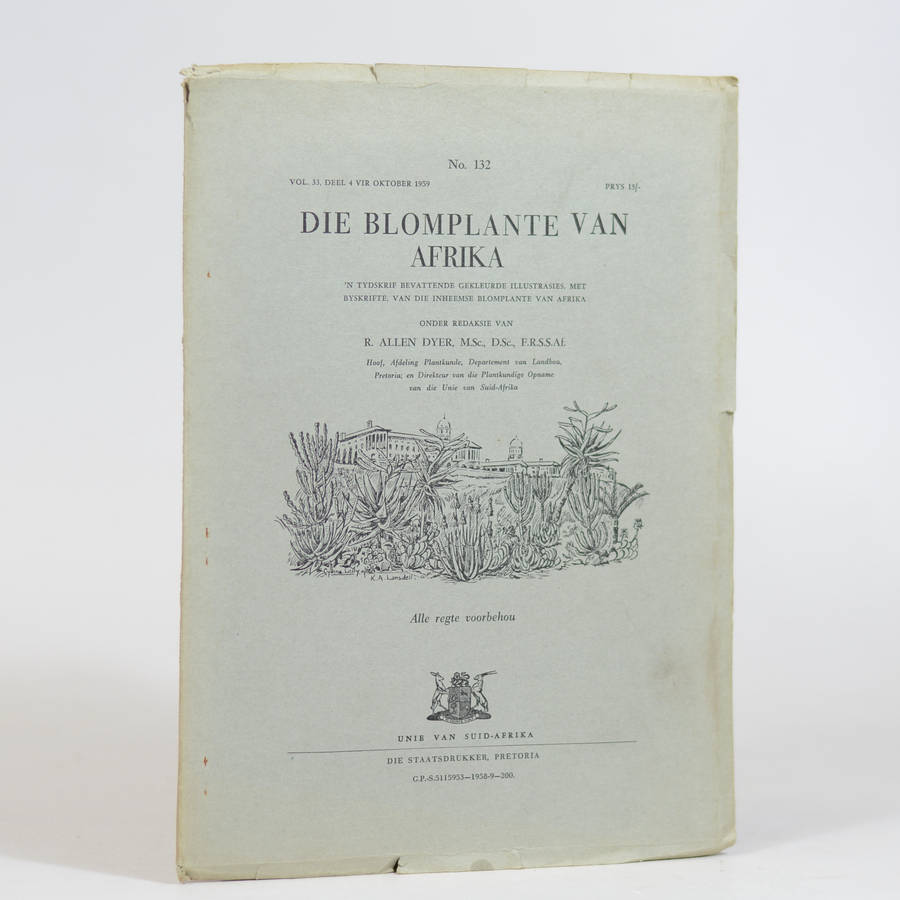 No. 132
VOL. 33, DEEL 4 VIR OKTOBER 1959 PRYS 15/-
DIE BLOMPLANTE VAN
AFRIKA
'N TYDSKRIF BEVATTENDE GEKLEURDE ILLUSTRASIES, MET
BYSKRIFTE, VAN DIE INHEEMSE BLOMPLANTE VAN AFRIKA
ONDER REDAKSIE VAN
R. ALLEN DYER, M.Sc., D.Sc., F.R.S.S.Af.
Hoof, Afdeling Plantkunde, Departement van Landbou,
Pretoria; en Direkteur van die Plantkundige Opname
van die Unie van Suid-Afrika
K. A. Lansdell.
Alle regte voorbehou
UNIE VAN SUID-AFRIKA
DIE STAATSDRUKKER, PRETORIA
G.P.-S.5115953—1958-9—200.